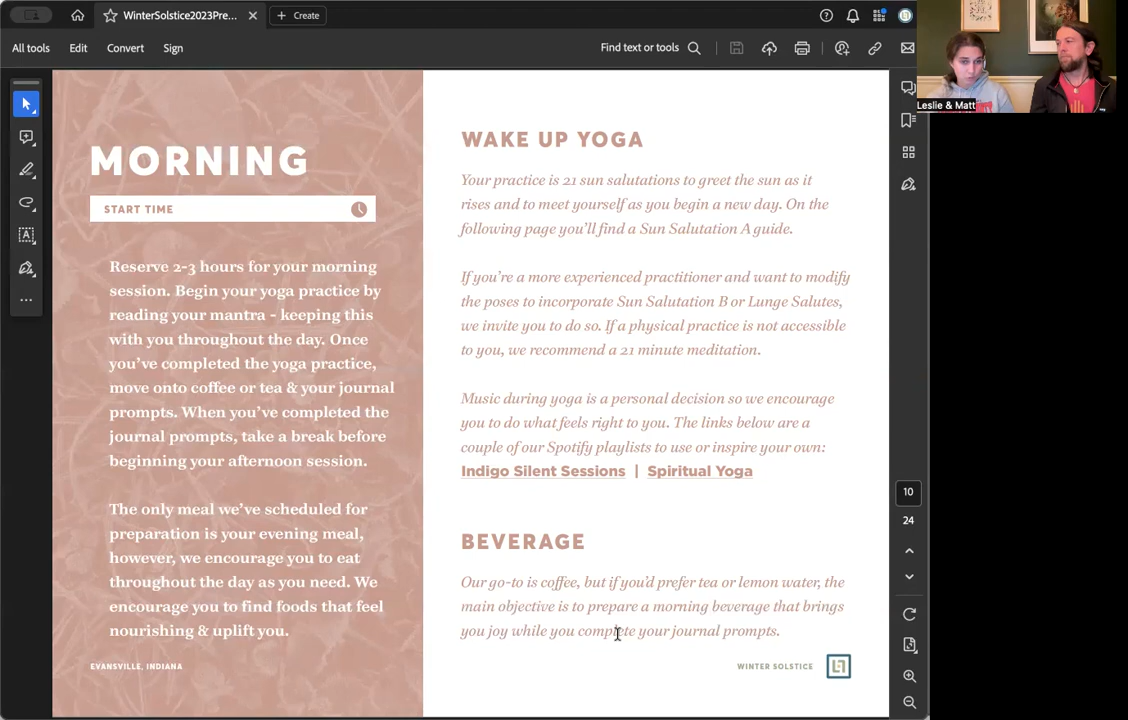 WinterSolstice2023Pre...
Create
All tools
Edit
Convert
Sign
Find text or tools
Leslie & Matt
MORNING
START TIME
Reserve 2-3 hours for your morning
session. Begin your yoga practice by
reading your mantra - keeping this
with you throughout the day. Once
you've completed the yoga practice,
move onto coffee or tea & your journal
prompts. When you've completed the
journal prompts, take a break before
beginning your afternoon session.
The only meal we've scheduled for
preparation is your evening meal,
however, we encourage you to eat
throughout the day as you need. We
encourage you to find foods that feel
nourishing & uplift you.
EVANSVILLE, INDIANA
WAKE UP YOGA
Your practice is 21 sun salutations to greet the sun as it
rises and to meet yourself as you begin a new day. On the
following page you'll find a Sun Salutation A guide.
If you're a more experienced practitioner and want to modify
the poses to incorporate Sun Salutation B or Lunge Salutes,
we invite you to do so. If a physical practice is not accessible
to you, we recommend a 21 minute meditation.
Music during yoga is a personal decision so we encourage
you to do what feels right to you. The links below are a
couple of our Spotify playlists to use or inspire your own:
Indigo Silent Sessions | Spiritual Yoga
BEVERAGE
Our go-to is coffee, but if you'd prefer tea or lemon water, the
main objective is to prepare a morning beverage that brings
you joy while you complete your journal prompts.
WINTER SOLSTICE
10
24